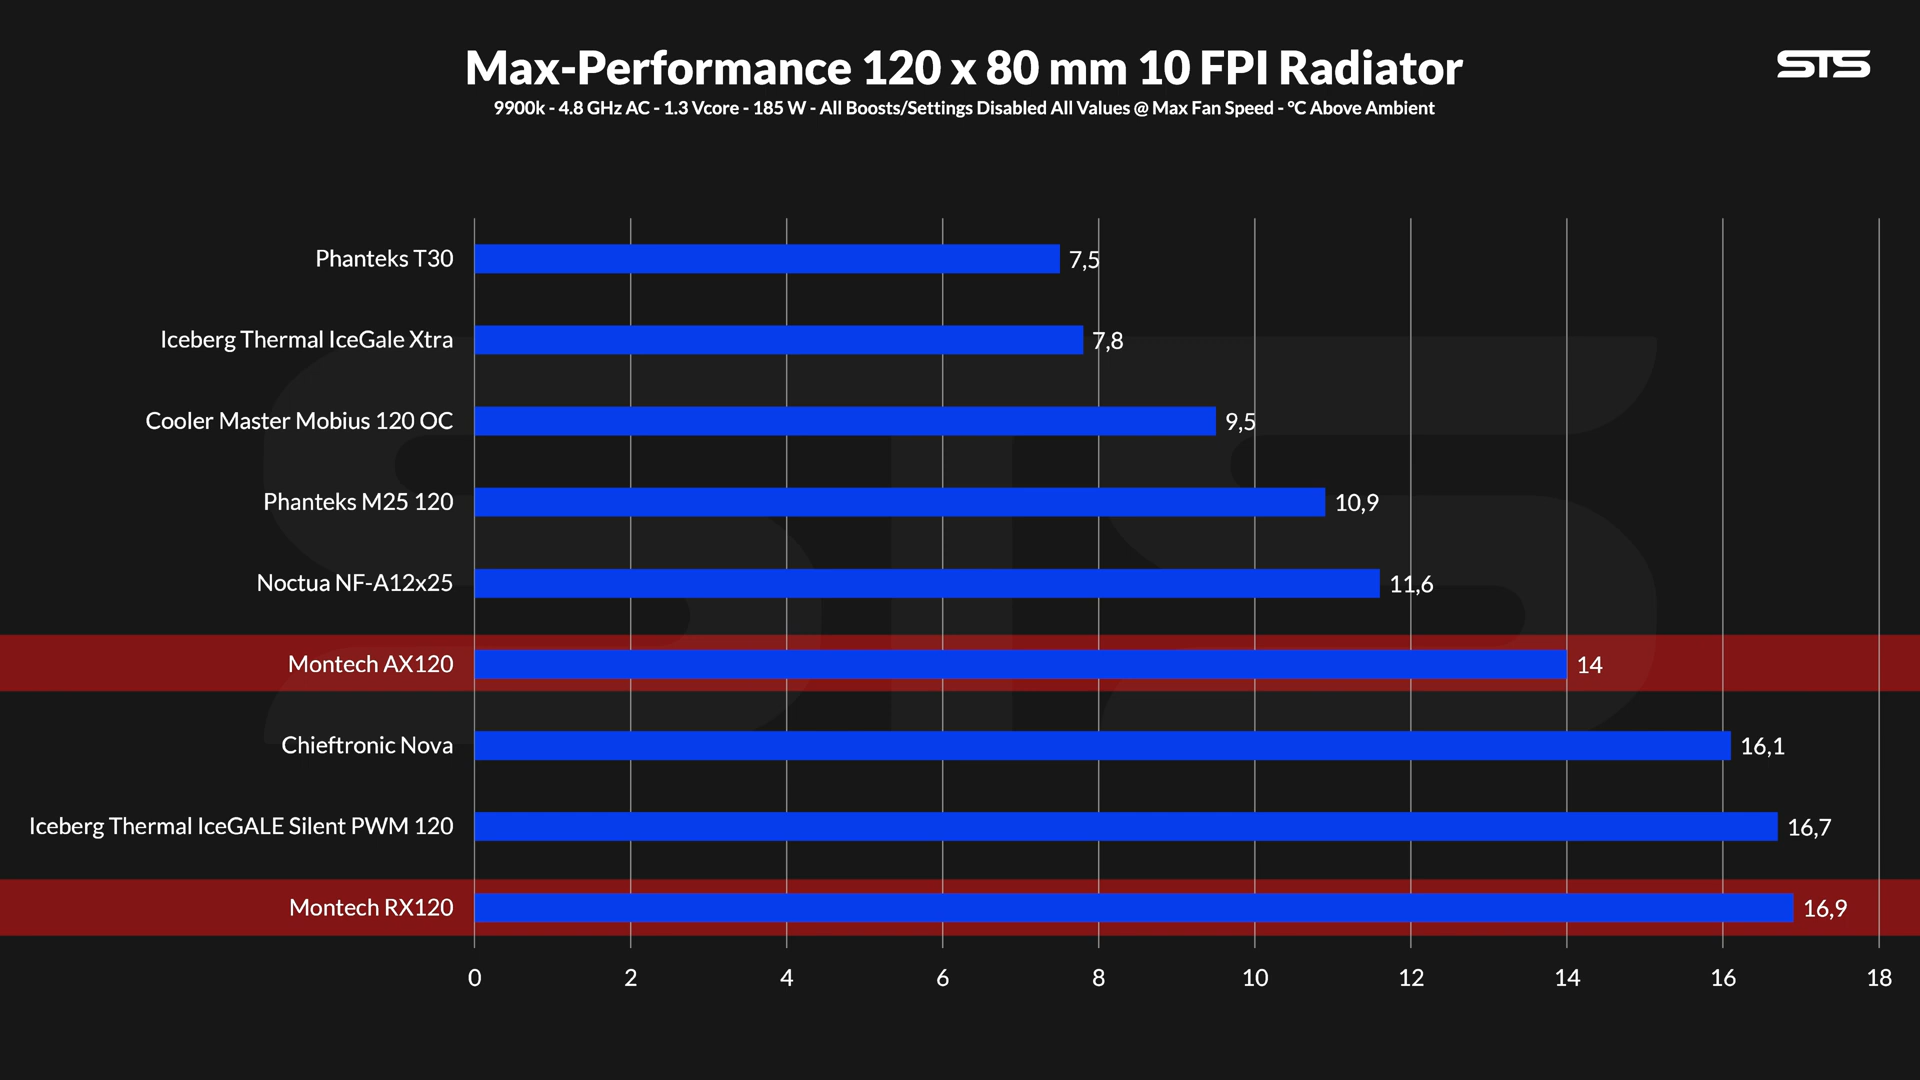 Max-Performance 120 x 80 mm 10 FPI Radiator
STS
9900k - 4.8 GHz AC - 1.3 Vcore - 185 W - All Boosts/Settings Disabled All Values @ Max Fan Speed - °C Above Ambient
Phanteks T30 7,5
Iceberg Thermal IceGale Xtra 7,8
Cooler Master Mobius 120 OC 9,5
Phanteks M25 120 10,9
Noctua NF-A12x25 11,6
Montech AX120 14
Chieftronic Nova 16,1
Iceberg Thermal IceGALE Silent PWM 120 16,7
Montech RX120 16,9
0 2 4 6 8 10 12 14 16 18